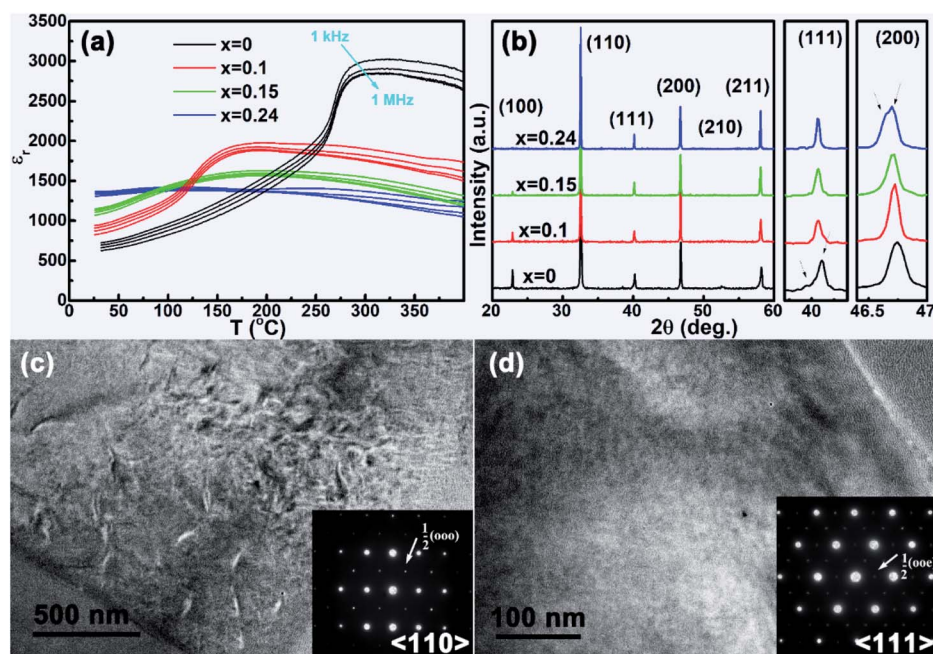 (a)
x=0
x=0.1
x=0.15
x=0.24
1 kHz
1 MHz
3500
3000
2500
2000
1500
1000
500
0
εr
0 50 100 150 200 250 300 350
T (°C)
(b)
(100)
(110)
(111)
(200)
(210)
(211)
x=0.24
x=0.15
x=0.1
x=0
Intensity (a.u.)
20 30 40 50 60
2θ (deg.)
(111)
40
(200)
46.5 47
(c)
500 nm
1/2(ooo)
<110>
(d)
100 nm
1/2(ooe)
<111>